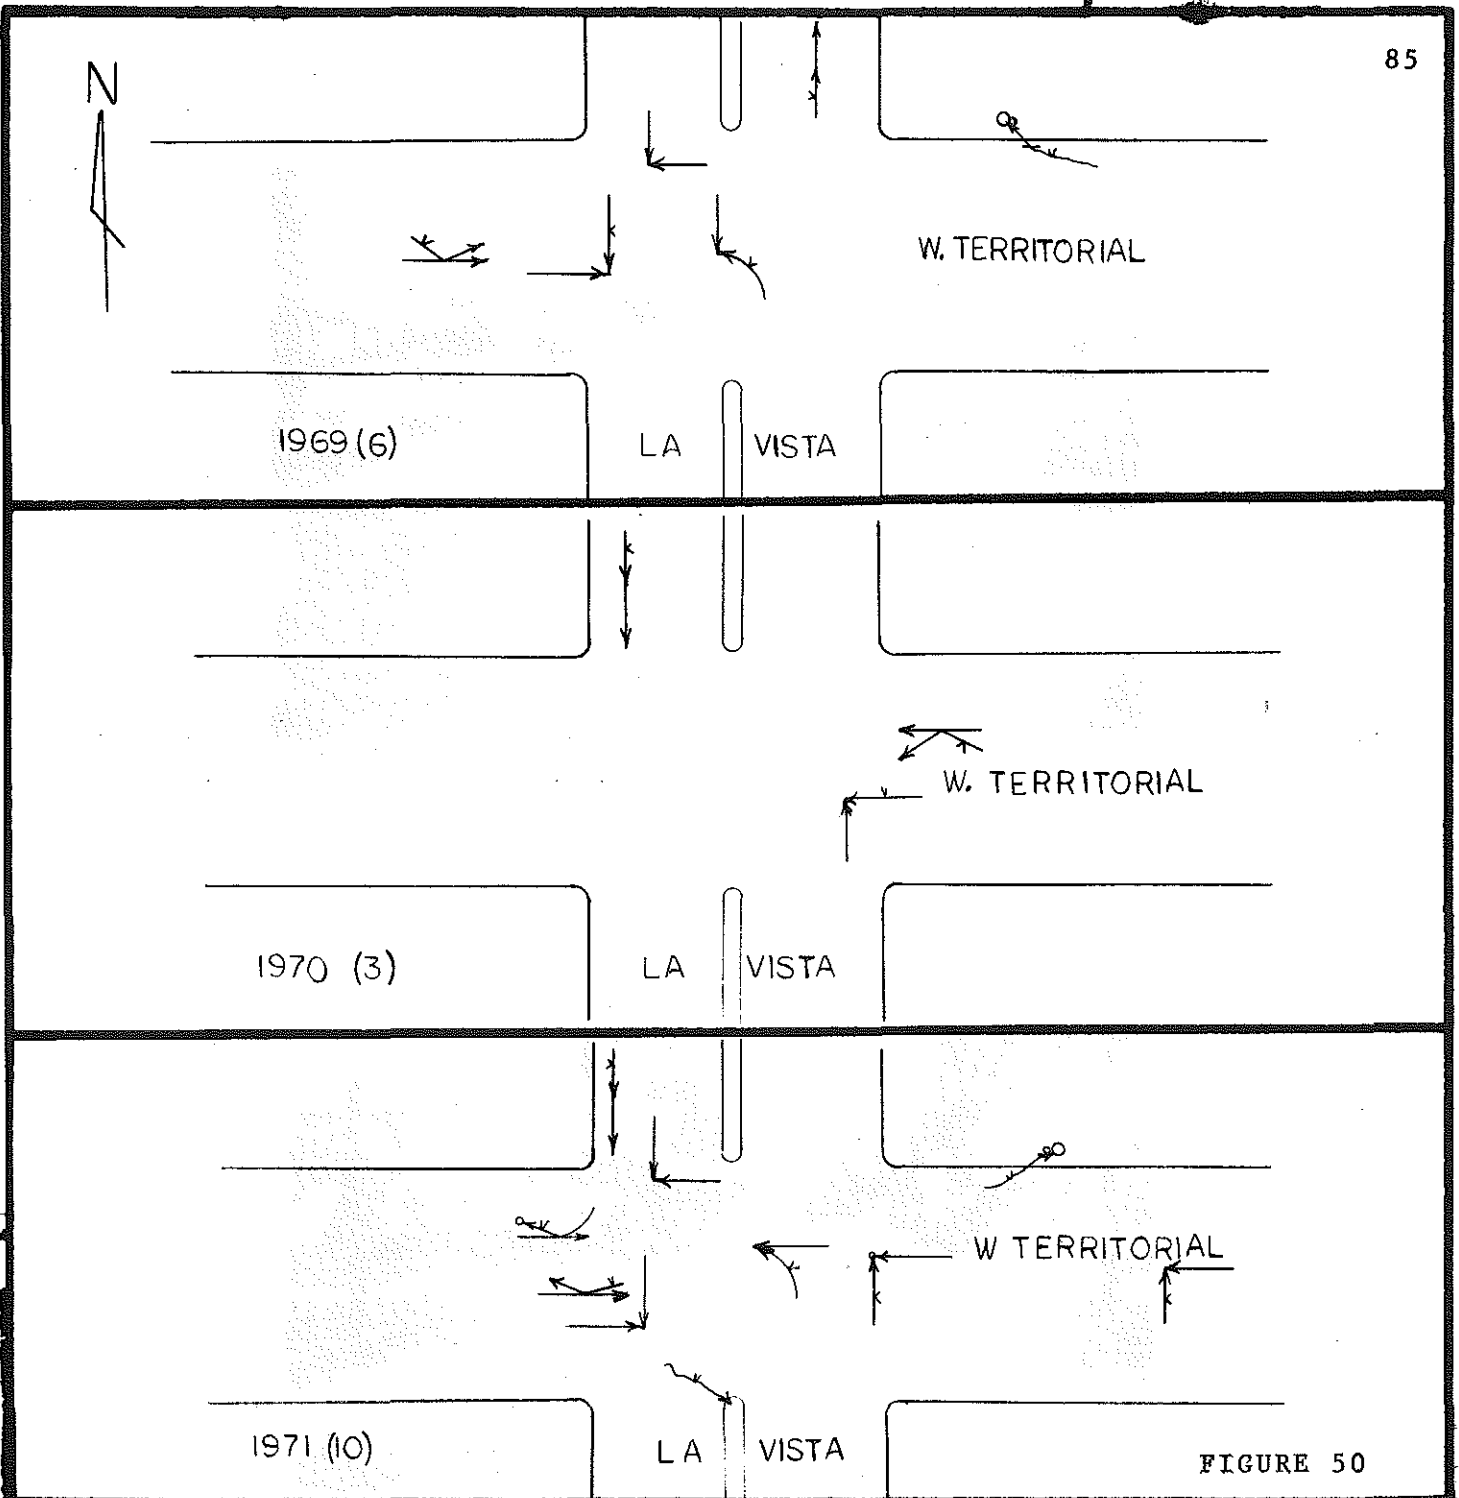 85
N
W. TERRITORIAL
1969 (6)
LA VISTA
W. TERRITORIAL
1970 (3)
LA VISTA
W TERRITORIAL
1971 (10)
LA VISTA
FIGURE 50